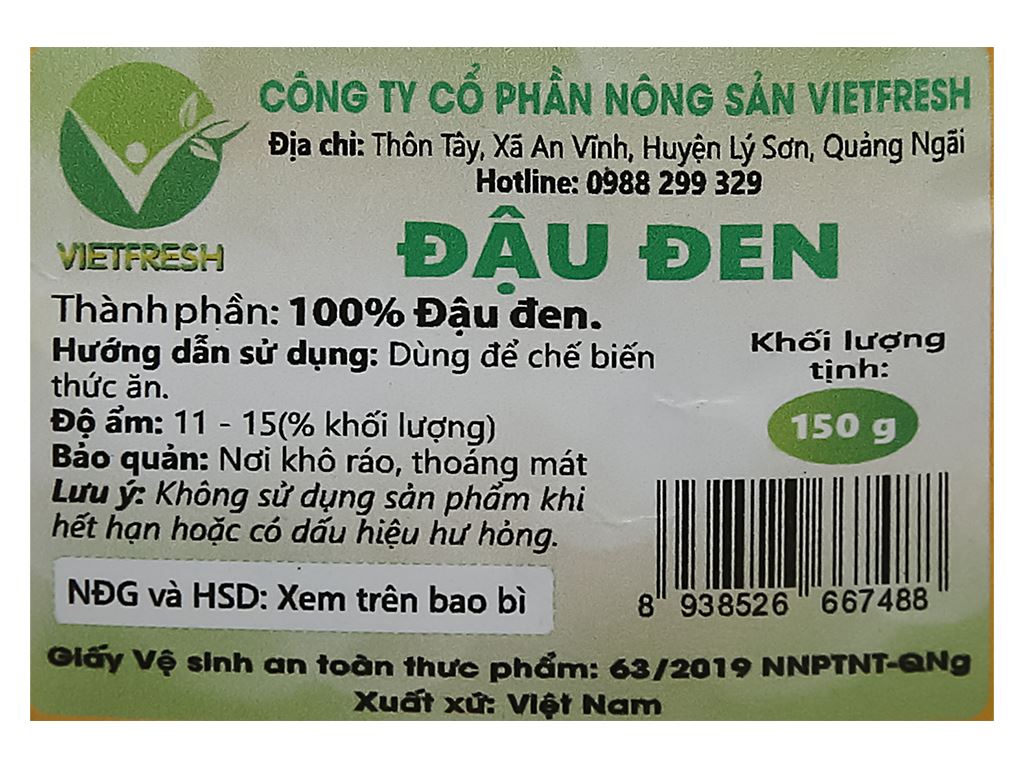 CÔNG TY CỔ PHẦN NÔNG SẢN VIETFRESH
Địa chỉ: Thôn Tây, Xã An Vĩnh, Huyện Lý Sơn, Quảng Ngãi
Hotline: 0988 299 329
VIETFRESH
ĐẬU ĐEN
Thành phần: 100% Đậu đen.
Hướng dẫn sử dụng: Dùng để chế biến
thức ăn.
Độ ẩm: 11 - 15(% khối lượng)
Bảo quản: Nơi khô ráo, thoáng mát
Lưu ý: Không sử dụng sản phẩm khi
hết hạn hoặc có dấu hiệu hư hỏng.
Khối lượng
tịnh:
150 g
NĐG và HSD: Xem trên bao bì
8 938526 667488
Giấy Vệ sinh an toàn thực phẩm: 63/2019 NNPTNT-QNg
Xuất xứ: Việt Nam